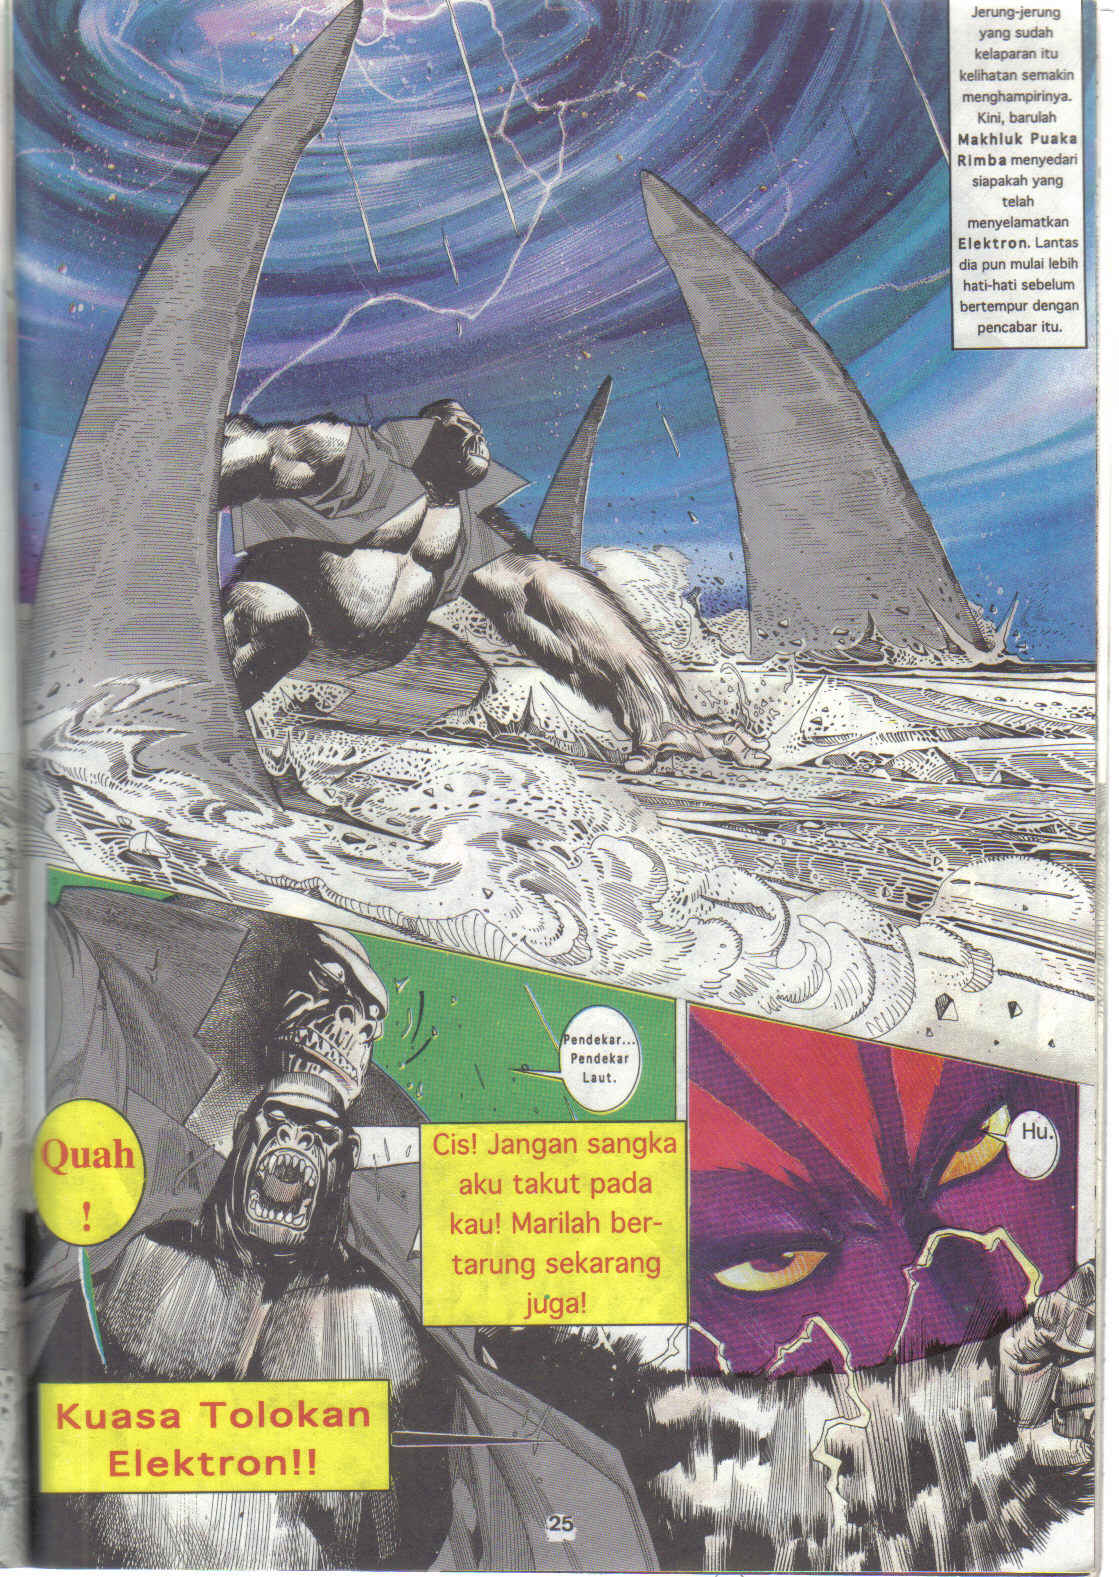 Jerung-jerung
yang sudah
kelaparan itu
kelihatan semakin
menghampirinya.
Kini, barulah
Makhluk Puaka
Rimba menyedari
siapakah yang
telah
menyelamatkan
Elektron. Lantas
dia pun mulai lebih
hati-hati sebelum
bertempur dengan
pencabar itu.
Pendekar...
Pendekar
Laut.
Hu.
Quah
!
Cis! Jangan sangka
aku takut pada
kau! Marilah ber-
tarung sekarang
juga!
Kuasa Tolokan
Elektron!!
25